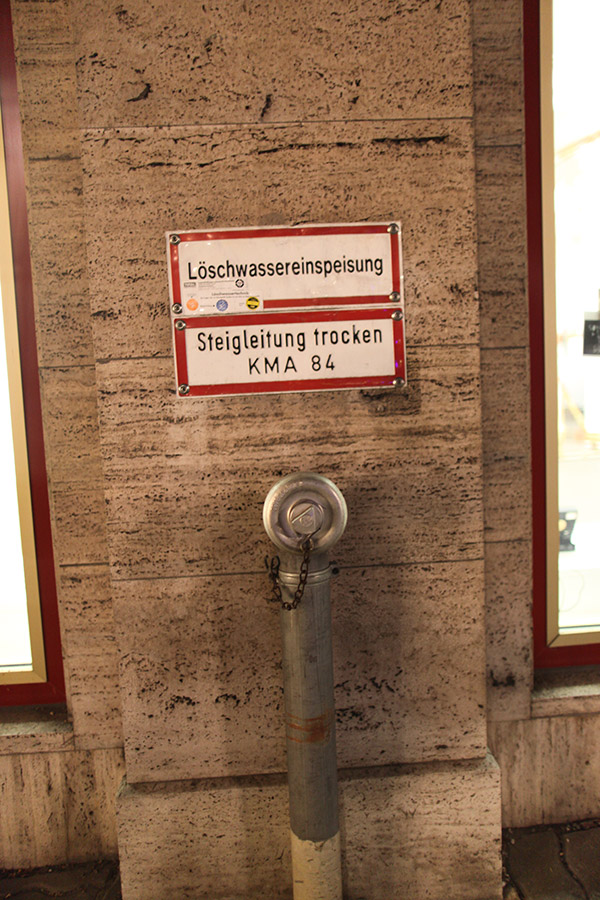 Löschwassereinspeisung
Steigleitung trocken
KMA 84